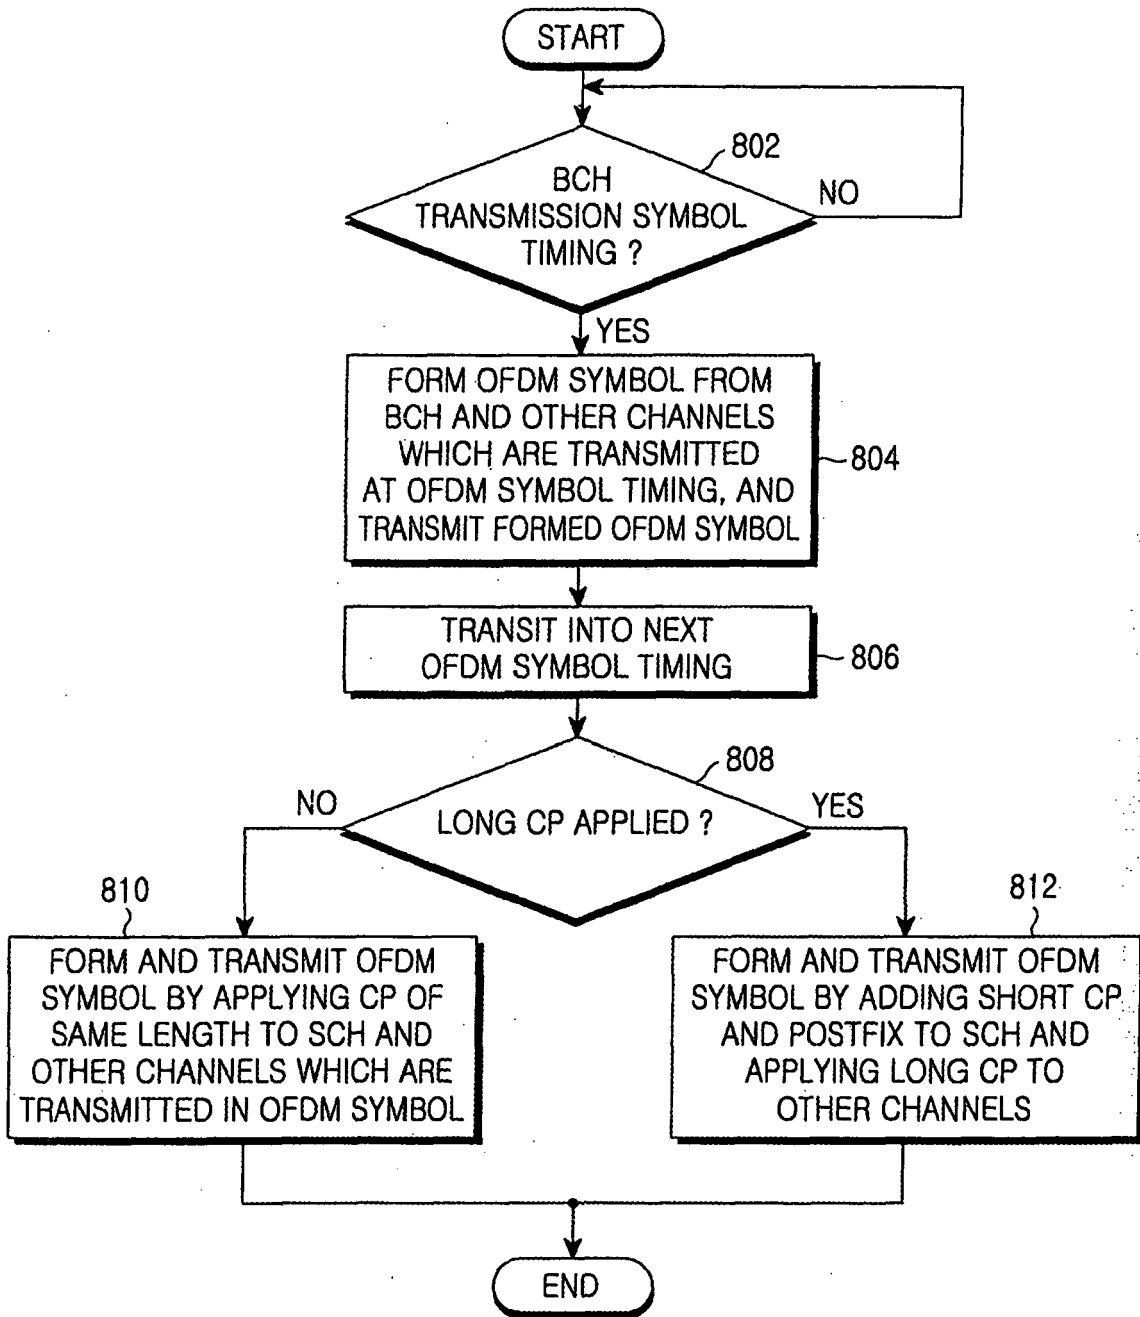 START
802
BCH
TRANSMISSION SYMBOL
TIMING ?
NO
YES
FORM OFDM SYMBOL FROM
BCH AND OTHER CHANNELS
WHICH ARE TRANSMITTED
AT OFDM SYMBOL TIMING, AND
TRANSMIT FORMED OFDM SYMBOL
804
TRANSIT INTO NEXT
OFDM SYMBOL TIMING
806
808
NO
LONG CP APPLIED ?
YES
810
FORM AND TRANSMIT OFDM
SYMBOL BY APPLYING CP OF
SAME LENGTH TO SCH AND
OTHER CHANNELS WHICH ARE
TRANSMITTED IN OFDM SYMBOL
812
FORM AND TRANSMIT OFDM
SYMBOL BY ADDING SHORT CP
AND POSTFIX TO SCH AND
APPLYING LONG CP TO
OTHER CHANNELS
END